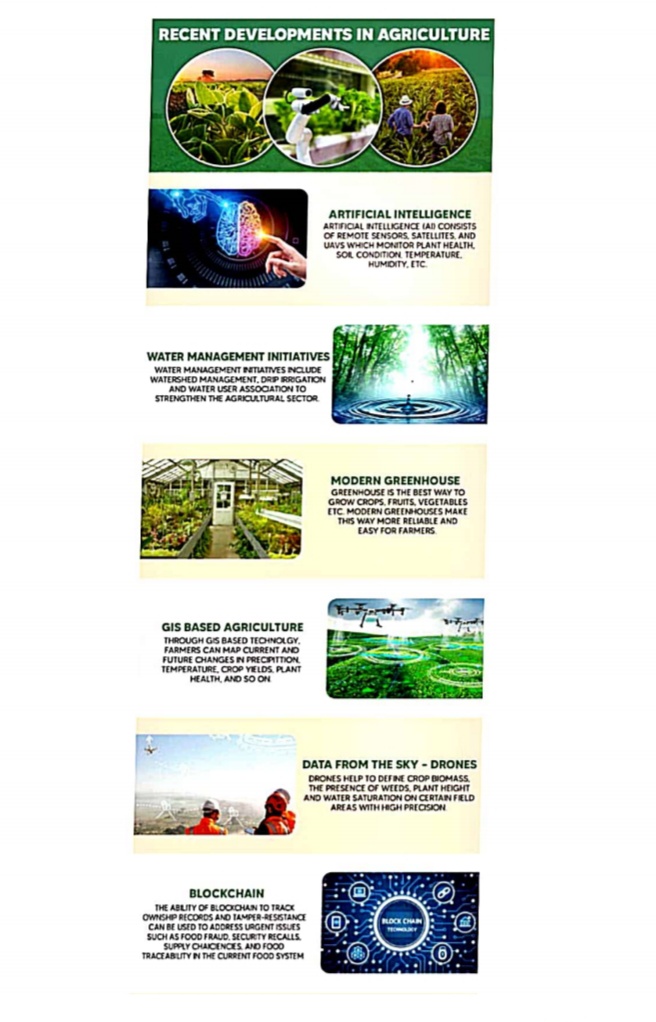 RECENT DEVELOPMENTS IN AGRICULTURE
ARTIFICIAL INTELLIGENCE
ARTIFICIAL INTELLIGENCE (AI) CONSISTS
OF REMOTE SENSORS, SATELLITES, AND
UAVS WHICH MONITOR PLANT HEALTH,
SOIL CONDITION, TEMPERATURE,
HUMIDITY, ETC.
WATER MANAGEMENT INITIATIVES
WATER MANAGEMENT INITIATIVES INCLUDE
WATERSHED MANAGEMENT, DRIP IRRIGATION
AND WATER USER ASSOCIATION TO
STRENGTHEN THE AGRICULTURAL SECTOR.
MODERN GREENHOUSE
GREENHOUSE IS THE BEST WAY TO
GROW CROPS, FRUITS, VEGETABLES
ETC. MODERN GREENHOUSES MAKE
THIS WAY MORE RELIABLE AND
EASY FOR FARMERS.
GIS BASED AGRICULTURE
THROUGH GIS BASED TECHNOLGY,
FARMERS CAN MAP CURRENT AND
FUTURE CHANGES IN PRECIPITTION,
TEMPERATURE, CROP YIELDS, PLANT
HEALTH, AND SO ON.
DATA FROM THE SKY - DRONES
DRONES HELP TO DEFINE CROP BIOMASS,
THE PRESENCE OF WEEDS, PLANT HEIGHT
AND WATER SATURATION ON CERTAIN FIELD
AREAS WITH HIGH PRECISION.
BLOCKCHAIN
THE ABILITY OF BLOCKCHAIN TO TRACK
OWNSHIP RECORDS AND TAMPER-RESISTANCE
CAN BE USED TO ADDRESS URGENT ISSUES
SUCH AS FOOD FRAUD, SECURITY RECALLS,
SUPPLY CHAICIENCIES, AND FOOD
TRACEABILITY IN THE CURRENT FOOD SYSTEM
BLOCK CHAIN
TECHNOLOGY